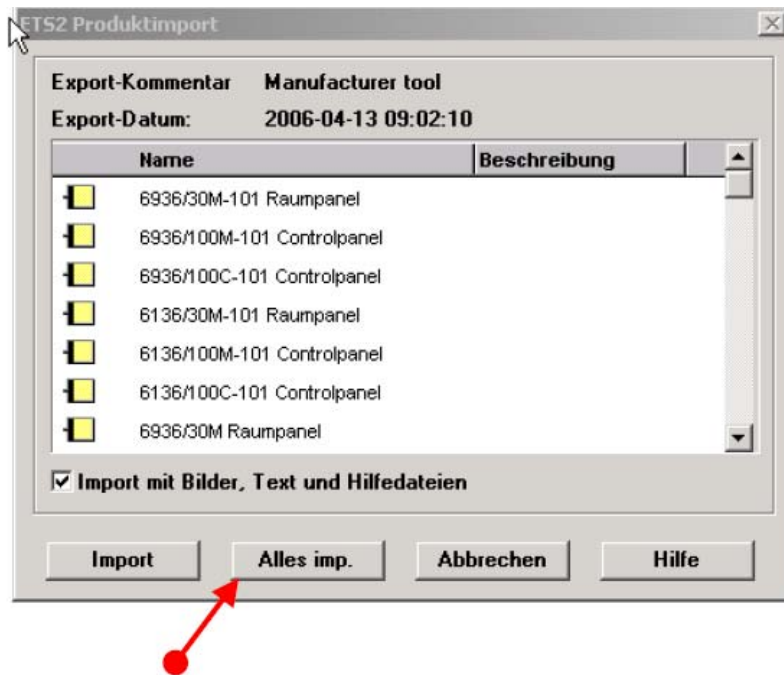 ETS2 Produktimport
Export-Kommentar Manufacturer tool
Export-Datum: 2006-04-13 09:02:10
Name Beschreibung
6936/30M-101 Raumpanel
6936/100M-101 Controlpanel
6936/100C-101 Controlpanel
6136/30M-101 Raumpanel
6136/100M-101 Controlpanel
6136/100C-101 Controlpanel
6936/30M Raumpanel
Import mit Bilder, Text und Hilfedateien
Import Alles imp. Abbrechen Hilfe